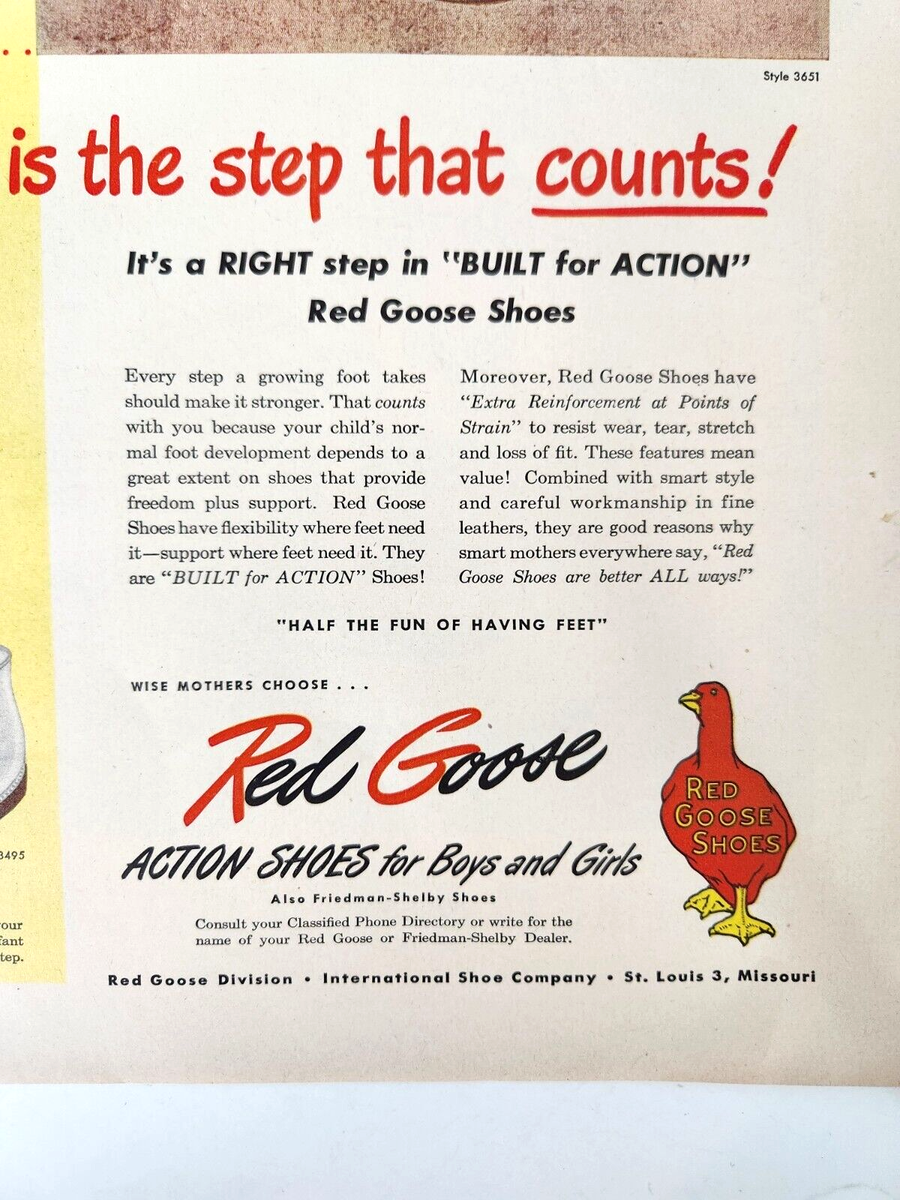 Style 3651
is the step that counts!
It's a RIGHT step in "BUILT for ACTION"
Red Goose Shoes
Every step a growing foot takes
should make it stronger. That counts
with you because your child's nor-
mal foot development depends to a
great extent on shoes that provide
freedom plus support. Red Goose
Shoes have flexibility where feet need
it—support where feet need it. They
are "BUILT for ACTION" Shoes!
Moreover, Red Goose Shoes have
"Extra Reinforcement at Points of
Strain" to resist wear, tear, stretch
and loss of fit. These features mean
value! Combined with smart style
and careful workmanship in fine
leathers, they are good reasons why
smart mothers everywhere say, "Red
Goose Shoes are better ALL ways!"
"HALF THE FUN OF HAVING FEET"
WISE MOTHERS CHOOSE . . .
Red Goose
RED
GOOSE
SHOES
ACTION SHOES for Boys and Girls
Also Friedman-Shelby Shoes
Consult your Classified Phone Directory or write for the
name of your Red Goose or Friedman-Shelby Dealer.
Red Goose Division • International Shoe Company • St. Louis 3, Missouri
3495
tep.